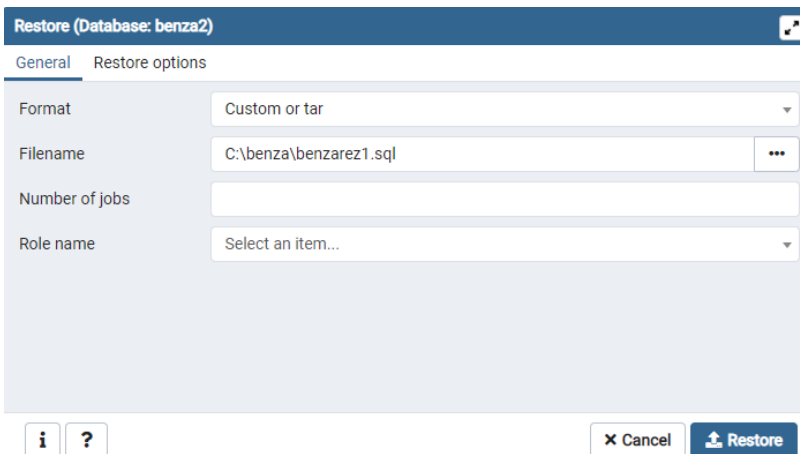 Restore (Database: benza2)
General Restore options
Format Custom or tar
Filename C:\benza\benzarez1.sql •••
Number of jobs
Role name Select an item...
i ? × Cancel Restore